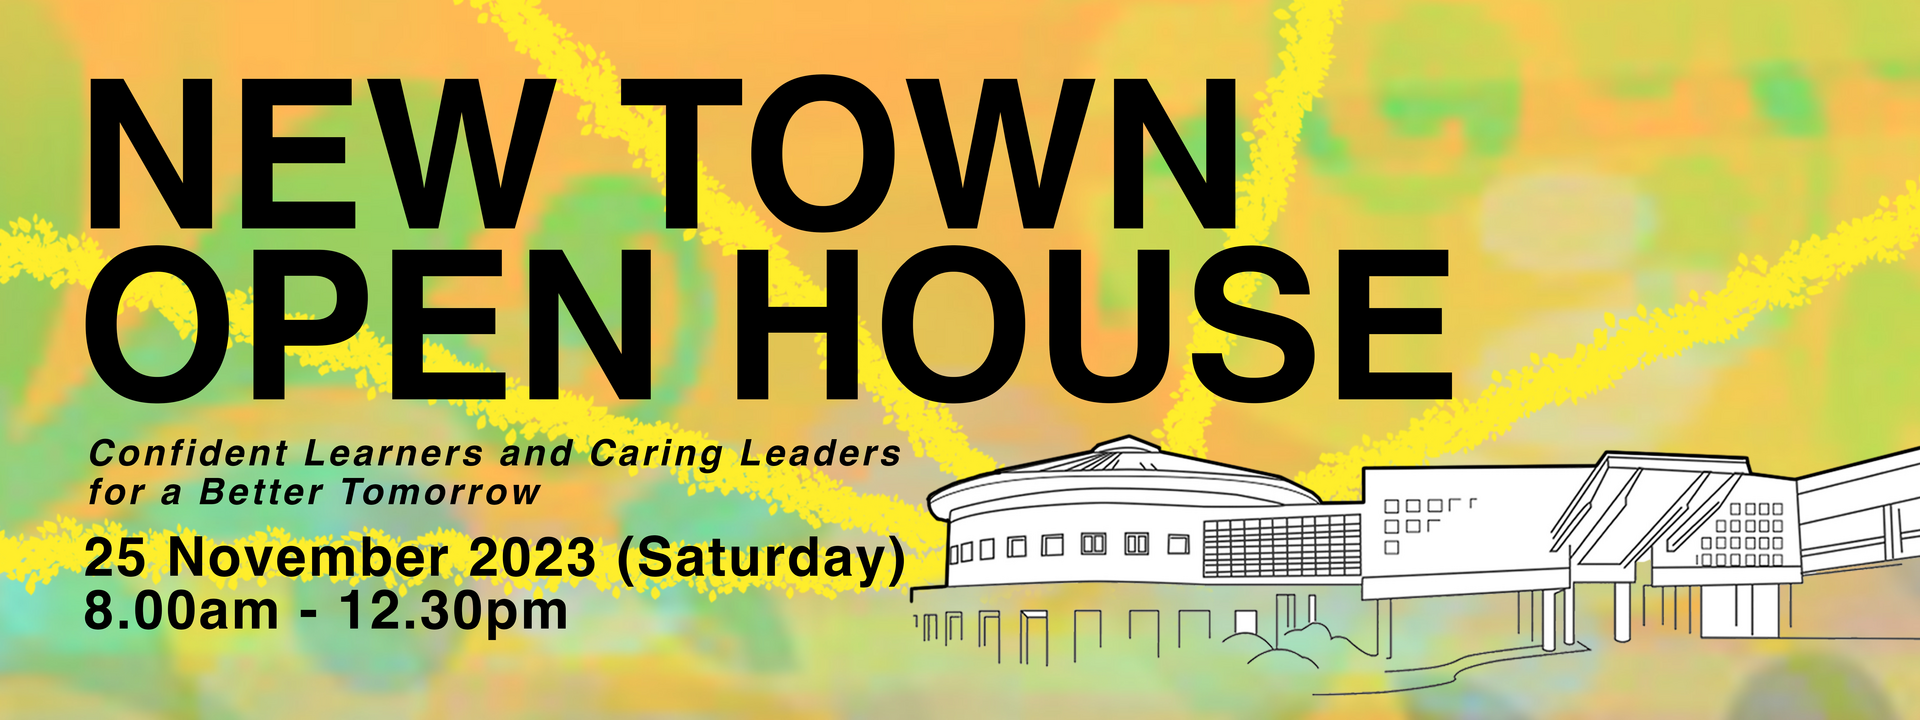 NEW TOWN
OPEN HOUSE
Confident Learners and Caring Leaders
for a Better Tomorrow
25 November 2023 (Saturday)
8.00am - 12.30pm